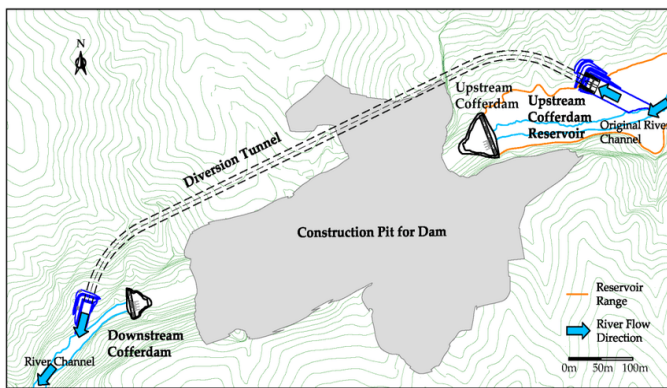 N
Upstream
Cofferdam
Upstream
Cofferdam
Reservoir
Original River
Channel
Diversion Tunnel
Construction Pit for Dam
Downstream
Cofferdam
River Channel
Reservoir
Range
River Flow
Direction
0m 50m 100m